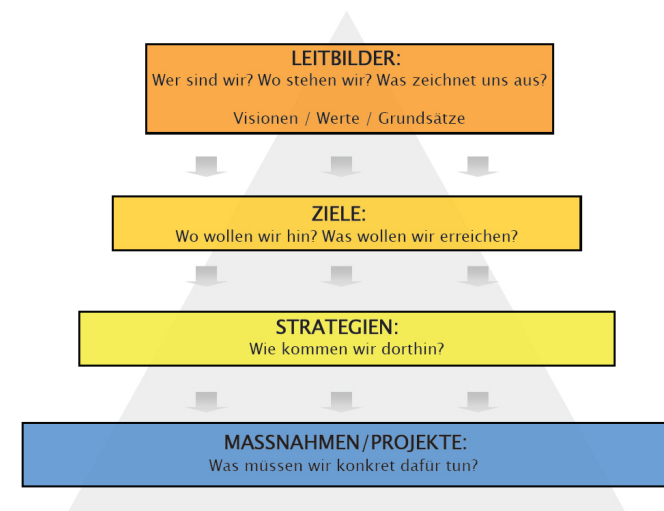 LEITBILDER:
Wer sind wir? Wo stehen wir? Was zeichnet uns aus?
Visionen / Werte / Grundsätze
ZIELE:
Wo wollen wir hin? Was wollen wir erreichen?
STRATEGIEN:
Wie kommen wir dorthin?
MASSNAHMEN/PROJEKTE:
Was müssen wir konkret dafür tun?